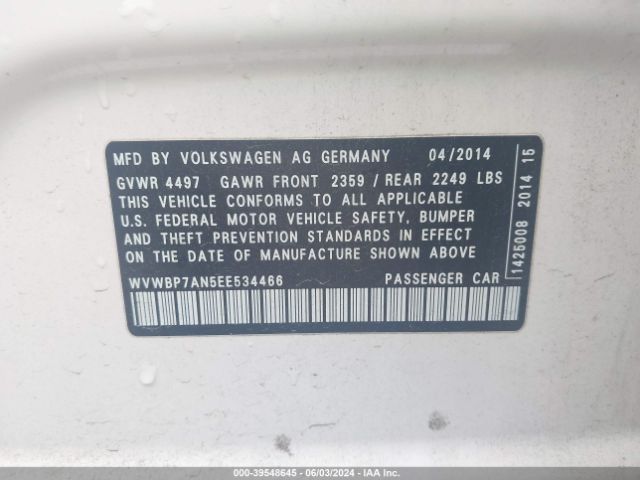 MFD BY VOLKSWAGEN AG GERMANY 04/2014
GVWR 4497 GAWR FRONT 2359 / REAR 2249 LBS
THIS VEHICLE CONFORMS TO ALL APPLICABLE
U.S. FEDERAL MOTOR VEHICLE SAFETY, BUMPER
AND THEFT PREVENTION STANDARDS IN EFFECT
ON THE DATE OF MANUFACTURE SHOWN ABOVE
WVWBP7AN5EE534466 PASSENGER CAR
1425008 2014 15
000-39548645 / 06/03/2024 / IAA Inc.